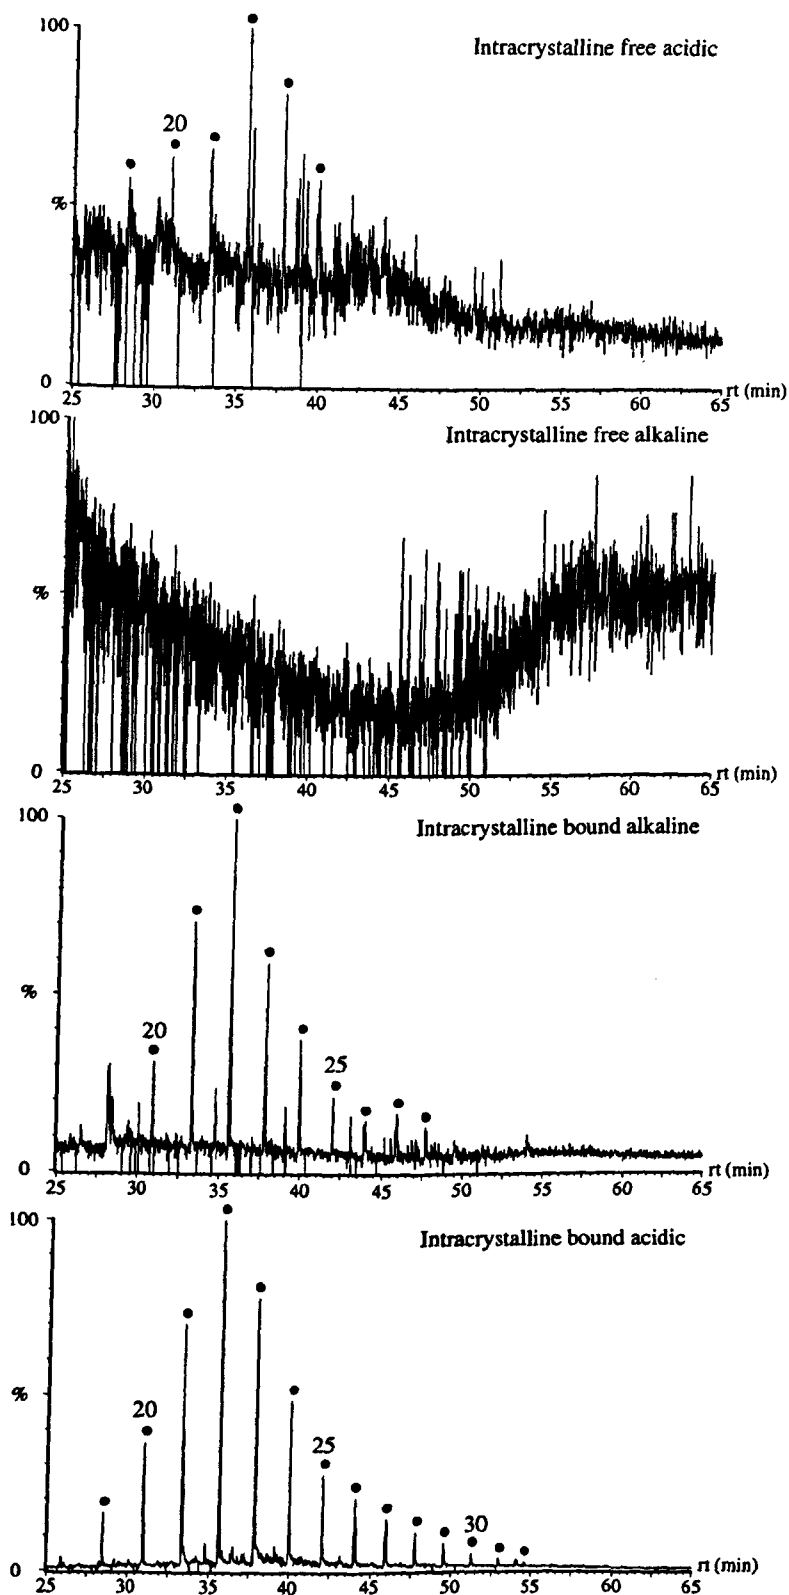 100
Intracrystalline free acidic
20
%
0
25 30 35 40 45 50 55 60 65 rt (min)
100
Intracrystalline free alkaline
%
0
25 30 35 40 45 50 55 60 65 rt (min)
100
Intracrystalline bound alkaline
20
25
%
0
25 30 35 40 45 50 55 60 65 rt (min)
100
Intracrystalline bound acidic
%
20
25
30
0
25 30 35 40 45 50 55 60 65 rt (min)